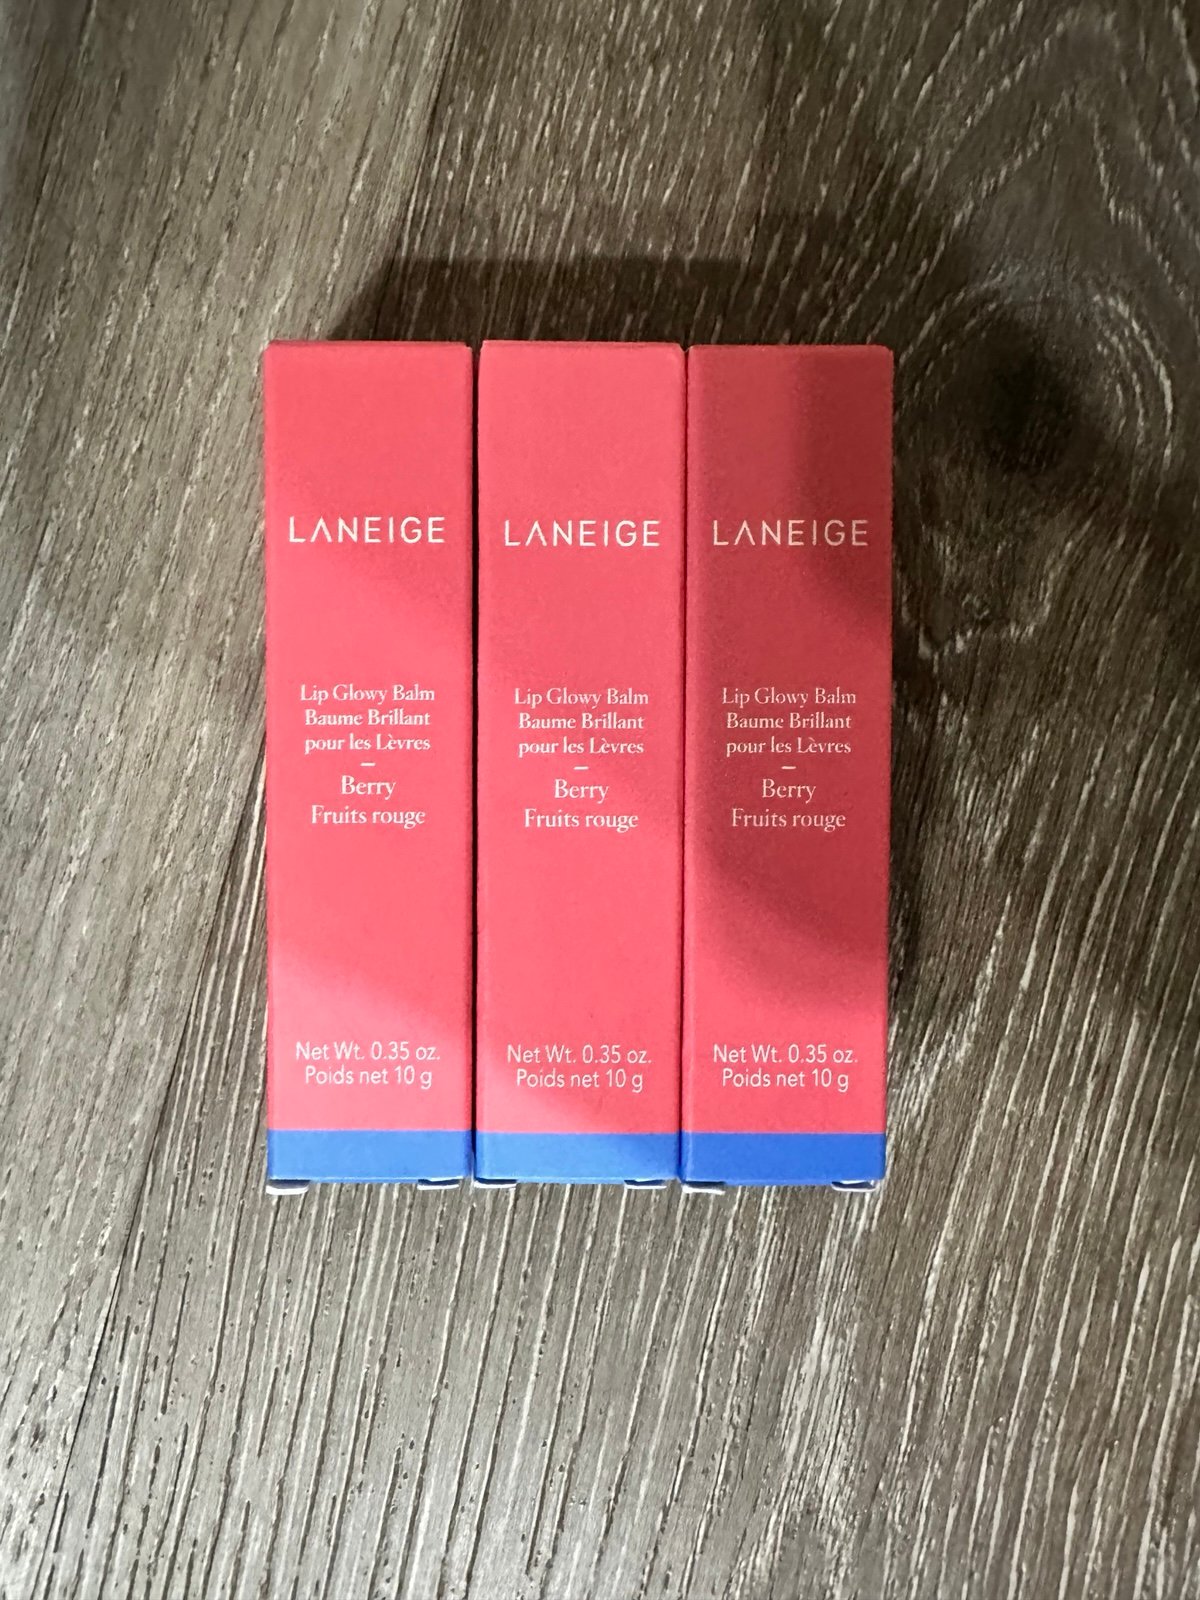 LANEIGE
Lip Glowy Balm
Baume Brillant
pour les Lèvres
Berry
Fruits rouge
Net Wt. 0.35 oz.
Poids net 10 g
LANEIGE
Lip Glowy Balm
Baume Brillant
pour les Lèvres
Berry
Fruits rouge
Net Wt. 0.35 oz.
Poids net 10 g
LANEIGE
Lip Glowy Balm
Baume Brillant
pour les Lèvres
Berry
Fruits rouge
Net Wt. 0.35 oz.
Poids net 10 g